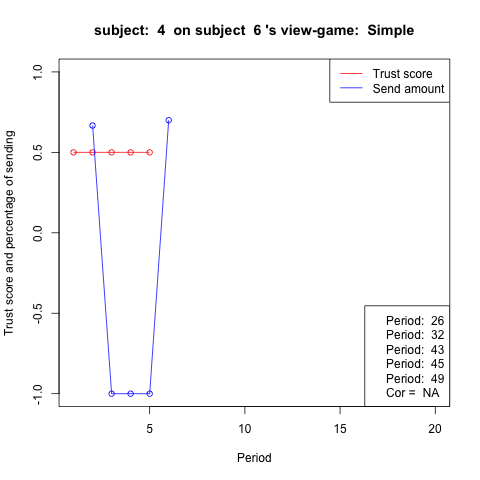 subject:  4  on subject  6 's view-game:  Simple
Trust score
Send amount
Trust score and percentage of sending
1.0
0.5
0.0
-0.5
-1.0
Period:  26
Period:  32
Period:  43
Period:  45
Period:  49
Cor =  NA
5
10
15
20
Period